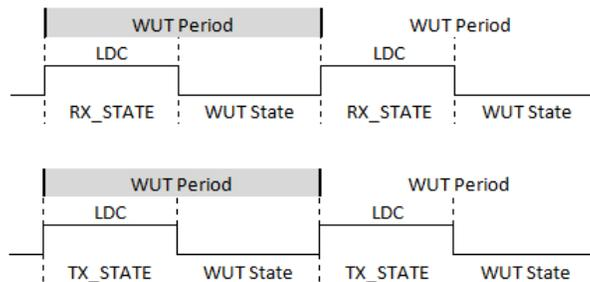 WUT Period WUT Period
LDC LDC
RX_STATE WUT State RX_STATE WUT State
WUT Period WUT Period
LDC LDC
TX_STATE WUT State TX_STATE WUT State